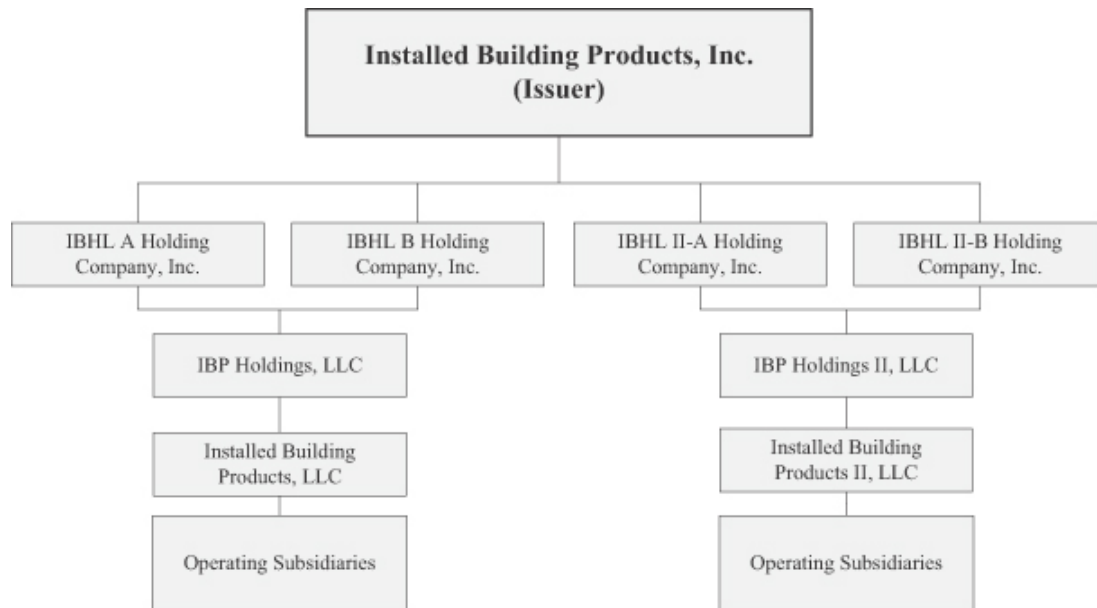 Installed Building Products, Inc.
(Issuer)
IBHL A Holding
Company, Inc.
IBHL B Holding
Company, Inc.
IBHL II-A Holding
Company, Inc.
IBHL II-B Holding
Company, Inc.
IBP Holdings, LLC
IBP Holdings II, LLC
Installed Building
Products, LLC
Installed Building
Products II, LLC
Operating Subsidiaries
Operating Subsidiaries